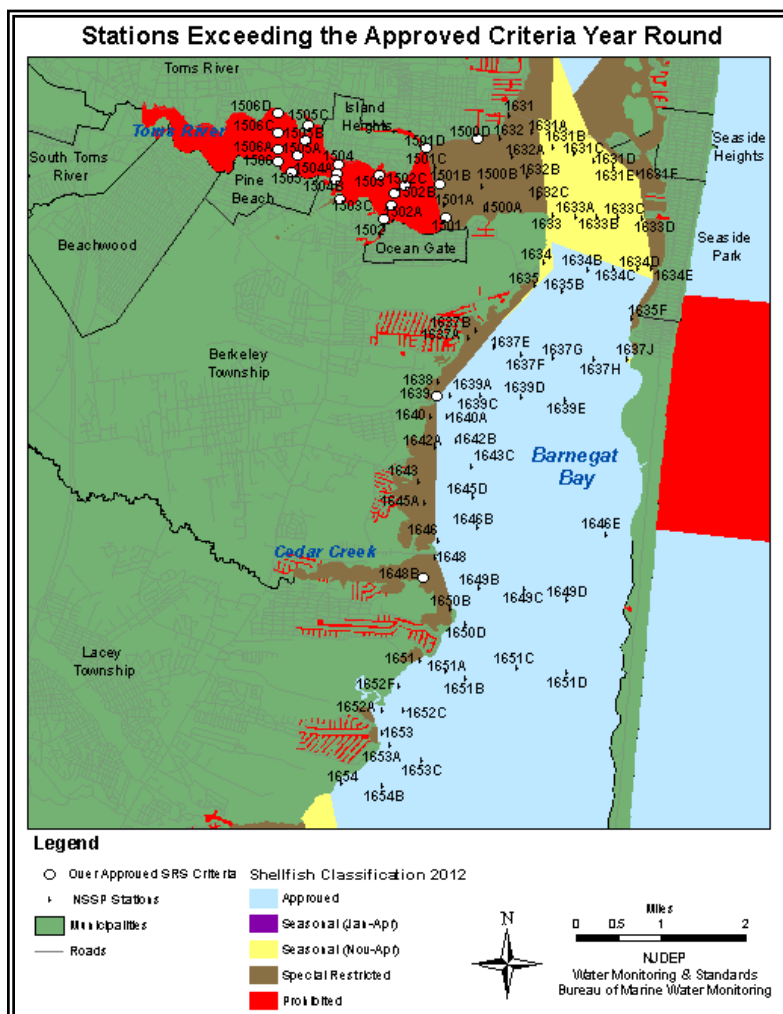 Stations Exceeding the Approved Criteria Year Round
Toms River
1506D
1505C
Island
Heights
1506C
1505B
Toms River
1506A
1505A
1506
1504
1504A
1505
1504B
South Toms
River
Pine
Beach
1503
1503C
1502C
1502B
1502A
1502
1501D
1501C
1501B
1501A
1501
1500D
1500B
1500A
Ocean Gate
Beachwood
1631
1632
1631A
1631B
1631C
1631D
1631E
1631F
1632A
1632B
1632C
1633
1633A
1633B
1633C
1633D
Seaside
Heights
Seaside
Park
1634
1634B
1634C
1634D
1634E
1635
1635B
1635F
1637B
1637A
1637E
1637F
1637G
1637H
1637J
Berkeley
Township
1638
1639
1639A
1639C
1639D
1639E
1640
1640A
1642A
1642B
1643
1643C
Barnegat
Bay
1645A
1645D
1646
1646B
1646E
Cedar Creek
1648
1648B
1649B
1649C
1649D
1650B
1650D
Lacey
Township
1651
1651A
1651B
1651C
1651D
1652F
1652A
1652C
1653
1653A
1653C
1654
1654B
Legend
Over Approved SRS Criteria
NSSP Stations
Municipalities
Roads
Shellfish Classification 2012
Approved
Seasonal (Jan-Apr)
Seasonal (Nov-Apr)
Special Restricted
Prohibited
N
Miles
0 0.5 1 2
NJDEP
Water Monitoring & Standards
Bureau of Marine Water Monitoring